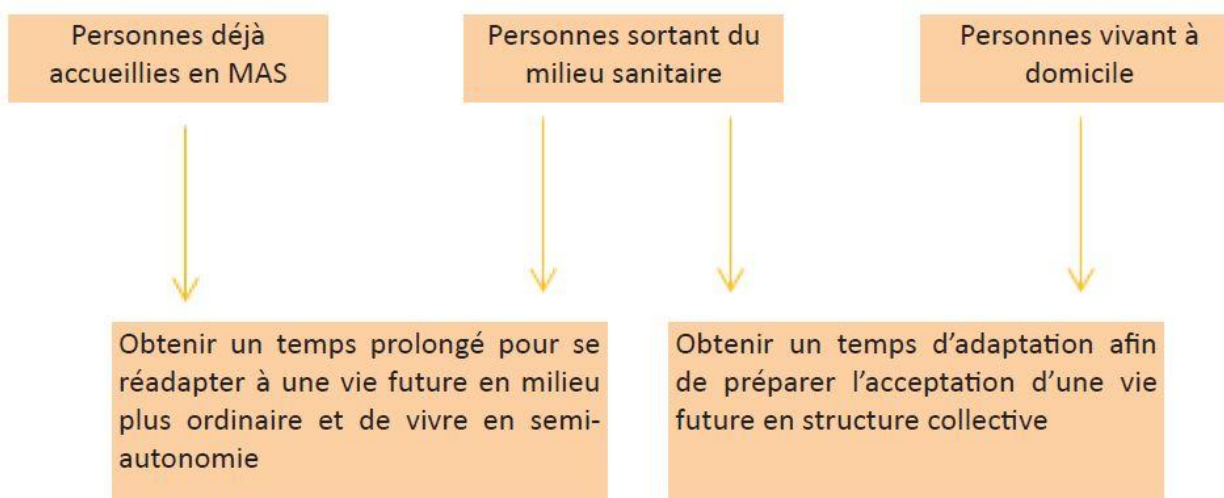 Personnes déjà
accueillies en MAS
Personnes sortant du
milieu sanitaire
Personnes vivant à
domicile
Obtenir un temps prolongé pour se
réadapter à une vie future en milieu
plus ordinaire et de vivre en semi-
autonomie
Obtenir un temps d’adaptation afin
de préparer l’acceptation d’une vie
future en structure collective